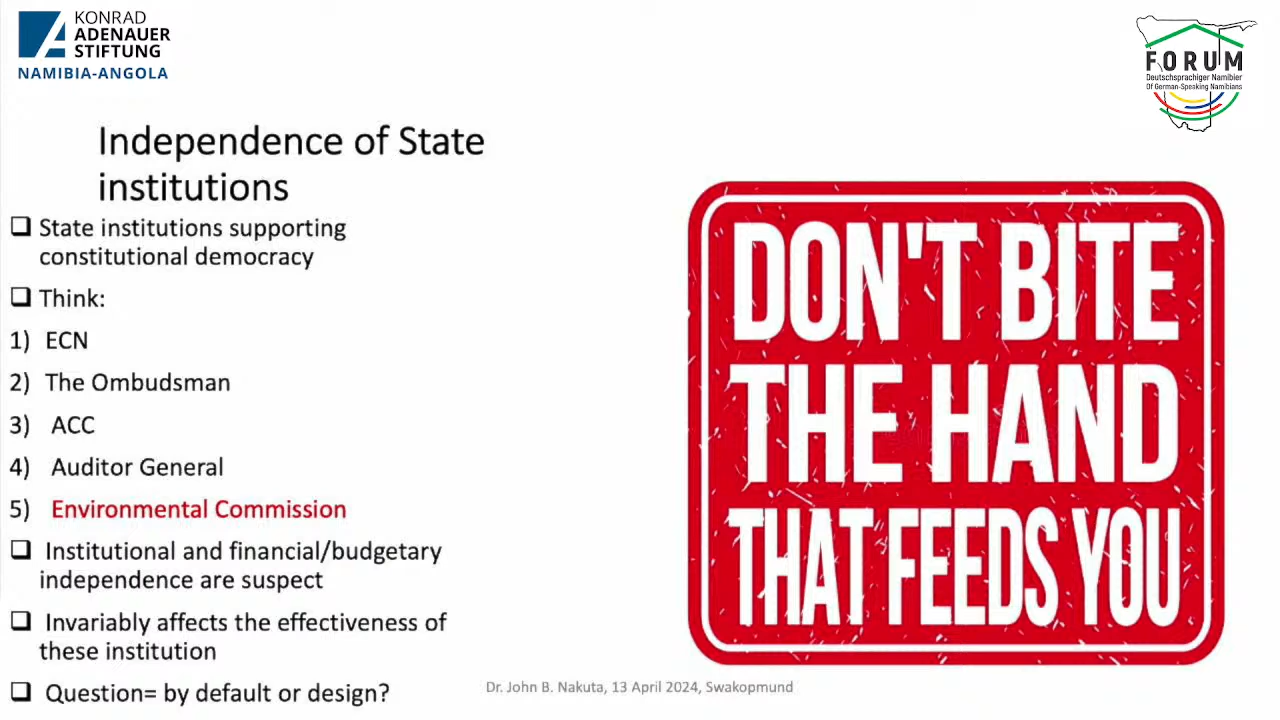 KONRAD
ADENAUER
STIFTUNG
NAMIBIA-ANGOLA
FORUM
Deutschsprachiger Namibier
Of German-Speaking Namibians
Independence of State
institutions
State institutions supporting
constitutional democracy
Think:
1) ECN
2) The Ombudsman
3) ACC
4) Auditor General
5) Environmental Commission
Institutional and financial/budgetary
independence are suspect
Invariably affects the effectiveness of
these institution
Question= by default or design?
DON'T BITE
THE HAND
THAT FEEDS YOU
Dr. John B. Nakuta, 13 April 2024, Swakopmund